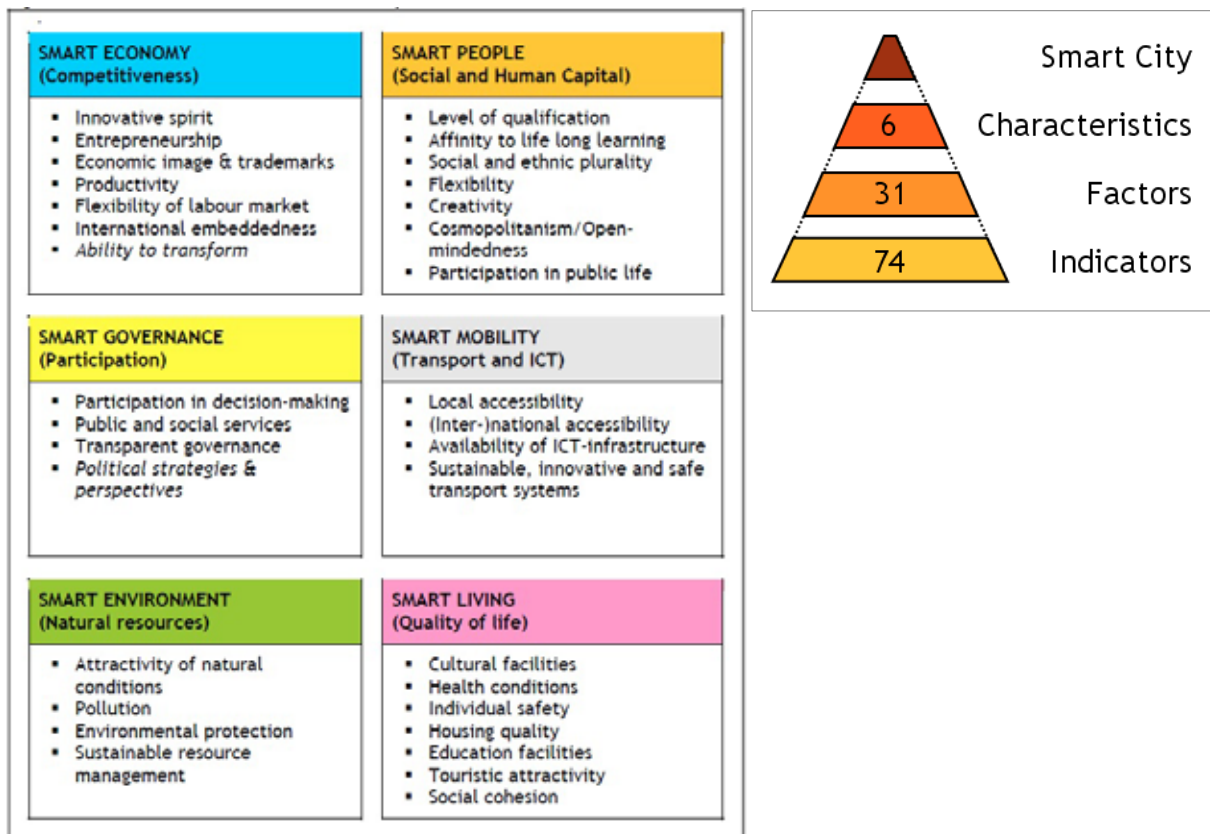 SMART ECONOMY
(Competitiveness)
▪ Innovative spirit
▪ Entrepreneurship
▪ Economic image & trademarks
▪ Productivity
▪ Flexibility of labour market
▪ International embeddedness
▪ Ability to transform
SMART PEOPLE
(Social and Human Capital)
▪ Level of qualification
▪ Affinity to life long learning
▪ Social and ethnic plurality
▪ Flexibility
▪ Creativity
▪ Cosmopolitanism/Open-
mindedness
▪ Participation in public life
SMART GOVERNANCE
(Participation)
▪ Participation in decision-making
▪ Public and social services
▪ Transparent governance
▪ Political strategies &
perspectives
SMART MOBILITY
(Transport and ICT)
▪ Local accessibility
▪ (Inter-)national accessibility
▪ Availability of ICT-infrastructure
▪ Sustainable, innovative and safe
transport systems
SMART ENVIRONMENT
(Natural resources)
▪ Attractivity of natural
conditions
▪ Pollution
▪ Environmental protection
▪ Sustainable resource
management
SMART LIVING
(Quality of life)
▪ Cultural facilities
▪ Health conditions
▪ Individual safety
▪ Housing quality
▪ Education facilities
▪ Touristic attractivity
▪ Social cohesion
Smart City
6 Characteristics
31 Factors
74 Indicators